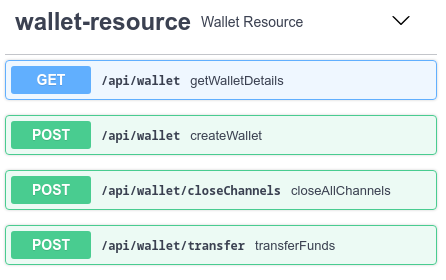 wallet-resource Wallet Resource
GET /api/wallet getWalletDetails
POST /api/wallet createWallet
POST /api/wallet/closeChannels closeAllChannels
POST /api/wallet/transfer transferFunds